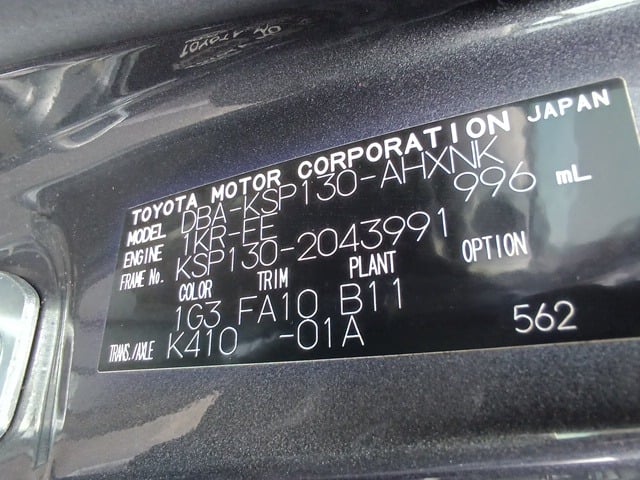 TOYOTA MOTOR CORPORATION JAPAN
MODEL DBA-KSP130-AHXNK
ENGINE 1KR-FE 996 mL
FRAME No. KSP130-2043991
COLOR TRIM PLANT OPTION
1G3 FA10 B11
TRANS./AXLE K410 -01A 562